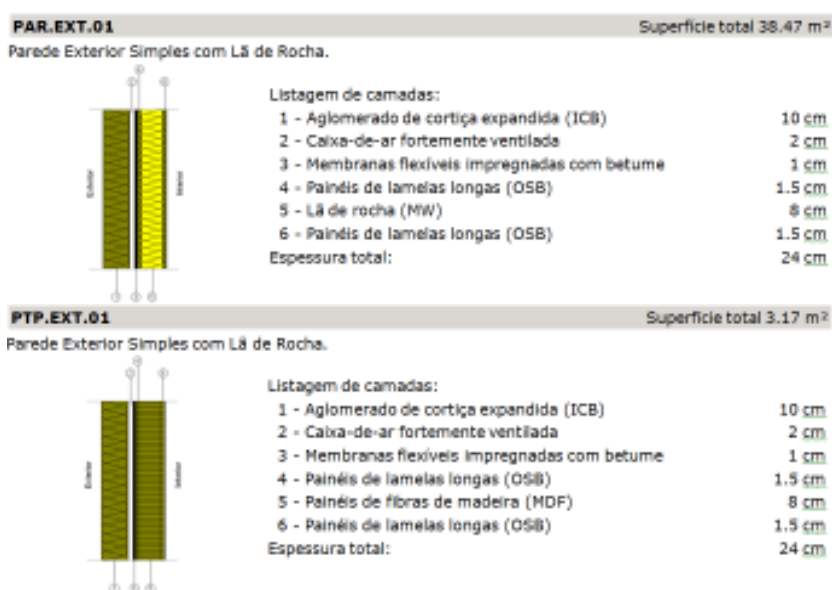 PAR.EXT.01 Superfície total 38.47 m²
Parede Exterior Simples com Lã de Rocha.
Listagem de camadas:
1 - Aglomerado de cortiça expandida (ICB) 10 cm
2 - Caixa-de-ar fortemente ventilada 2 cm
3 - Membranas flexíveis impregnadas com betume 1 cm
4 - Painéis de lamelas longas (OSB) 1.5 cm
5 - Lã de rocha (MW) 8 cm
6 - Painéis de lamelas longas (OSB) 1.5 cm
Espessura total: 24 cm
Exterior
Interior
PTP.EXT.01 Superfície total 3.17 m²
Parede Exterior Simples com Lã de Rocha.
Listagem de camadas:
1 - Aglomerado de cortiça expandida (ICB) 10 cm
2 - Caixa-de-ar fortemente ventilada 2 cm
3 - Membranas flexíveis impregnadas com betume 1 cm
4 - Painéis de lamelas longas (OSB) 1.5 cm
5 - Painéis de fibras de madeira (MDF) 8 cm
6 - Painéis de lamelas longas (OSB) 1.5 cm
Espessura total: 24 cm
Exterior
Interior